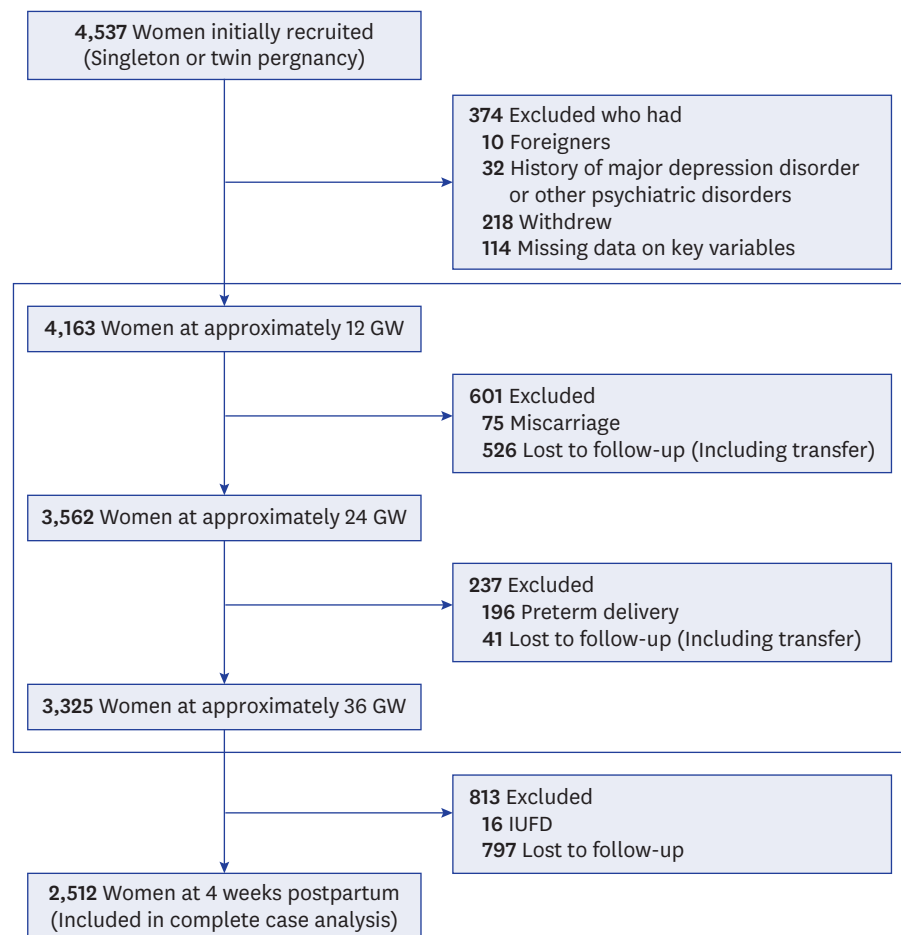 4,537 Women initially recruited
(Singleton or twin pergnancy)
374 Excluded who had
10 Foreigners
32 History of major depression disorder
or other psychiatric disorders
218 Withdrew
114 Missing data on key variables
4,163 Women at approximately 12 GW
601 Excluded
75 Miscarriage
526 Lost to follow-up (Including transfer)
3,562 Women at approximately 24 GW
237 Excluded
196 Preterm delivery
41 Lost to follow-up (Including transfer)
3,325 Women at approximately 36 GW
813 Excluded
16 IUFD
797 Lost to follow-up
2,512 Women at 4 weeks postpartum
(Included in complete case analysis)